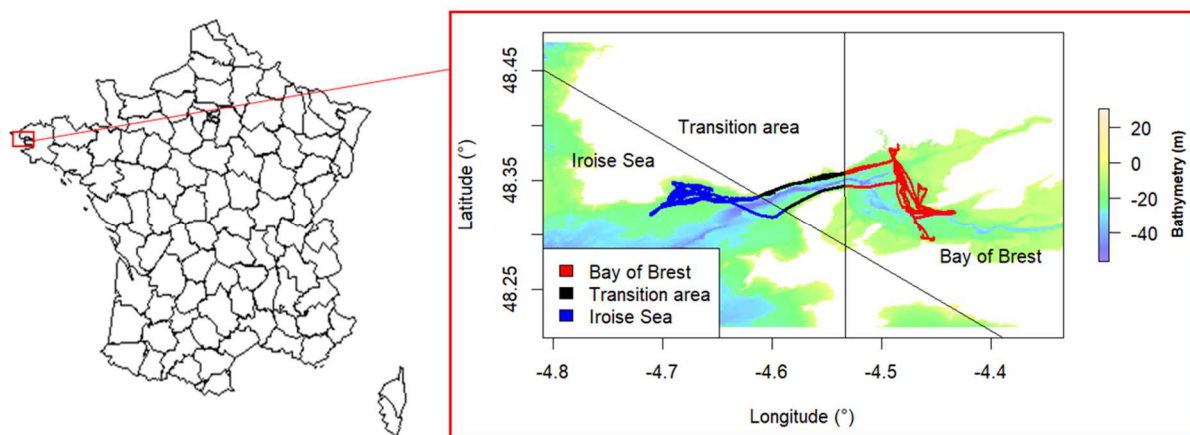 48.45
48.35
48.25
Latitude (°)
Transition area
Iroise Sea
Bay of Brest
Bay of Brest
Transition area
Iroise Sea
-4.8 -4.7 -4.6 -4.5 -4.4
Longitude (°)
20
0
-20
-40
Bathymetry (m)